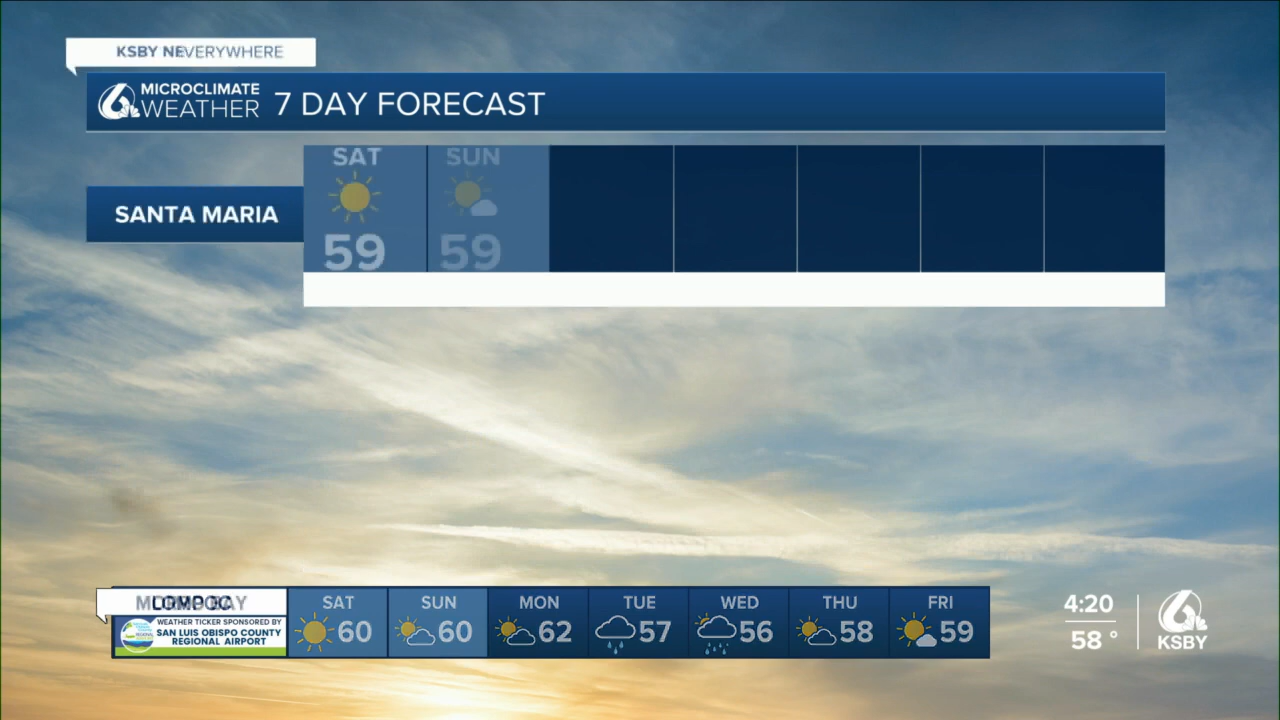 KSBY NE
VERYWHERE
MICROCLIMATE
WEATHER
7 DAY FORECAST
SAT
SUN
SANTA MARIA
59
59
WEATHER TICKER SPONSORED BY
SAN LUIS OBISPO COUNTY
REGIONAL AIRPORT
SAT
60
SUN
60
MON
62
TUE
57
WED
56
THU
58
FRI
59
4:20
58 °
KSBY